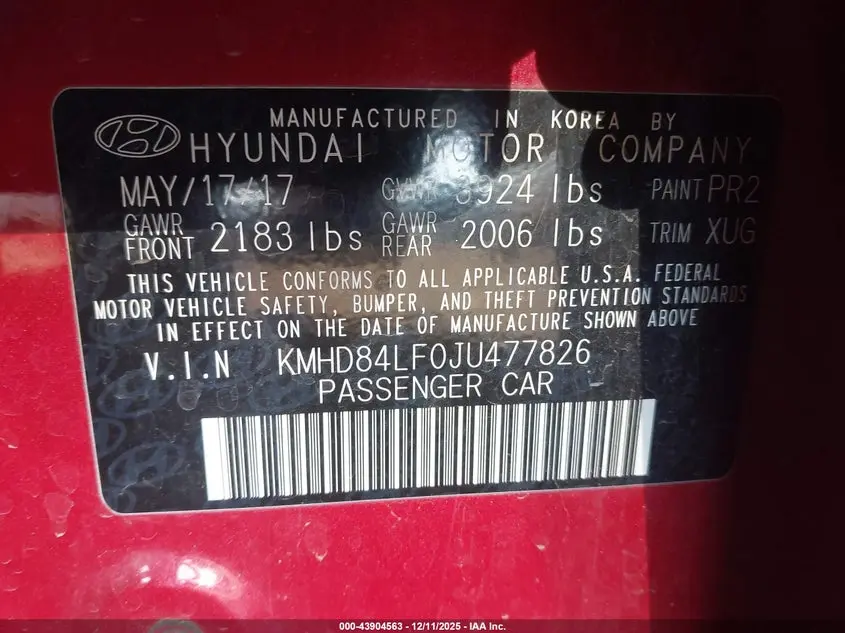 MANUFACTURED IN KOREA BY
HYUNDAI MOTOR COMPANY
MAY/17/17 GVWR 3924 lbs PAINT PR2
GAWR FRONT 2183 lbs GAWR REAR 2006 lbs TRIM XUG
THIS VEHICLE CONFORMS TO ALL APPLICABLE U.S.A. FEDERAL
MOTOR VEHICLE SAFETY, BUMPER, AND THEFT PREVENTION STANDARDS
IN EFFECT ON THE DATE OF MANUFACTURE SHOWN ABOVE
V.I.N KMHD84LF0JU477826
PASSENGER CAR
000-43904563 - 12/11/2025 - IAA Inc.